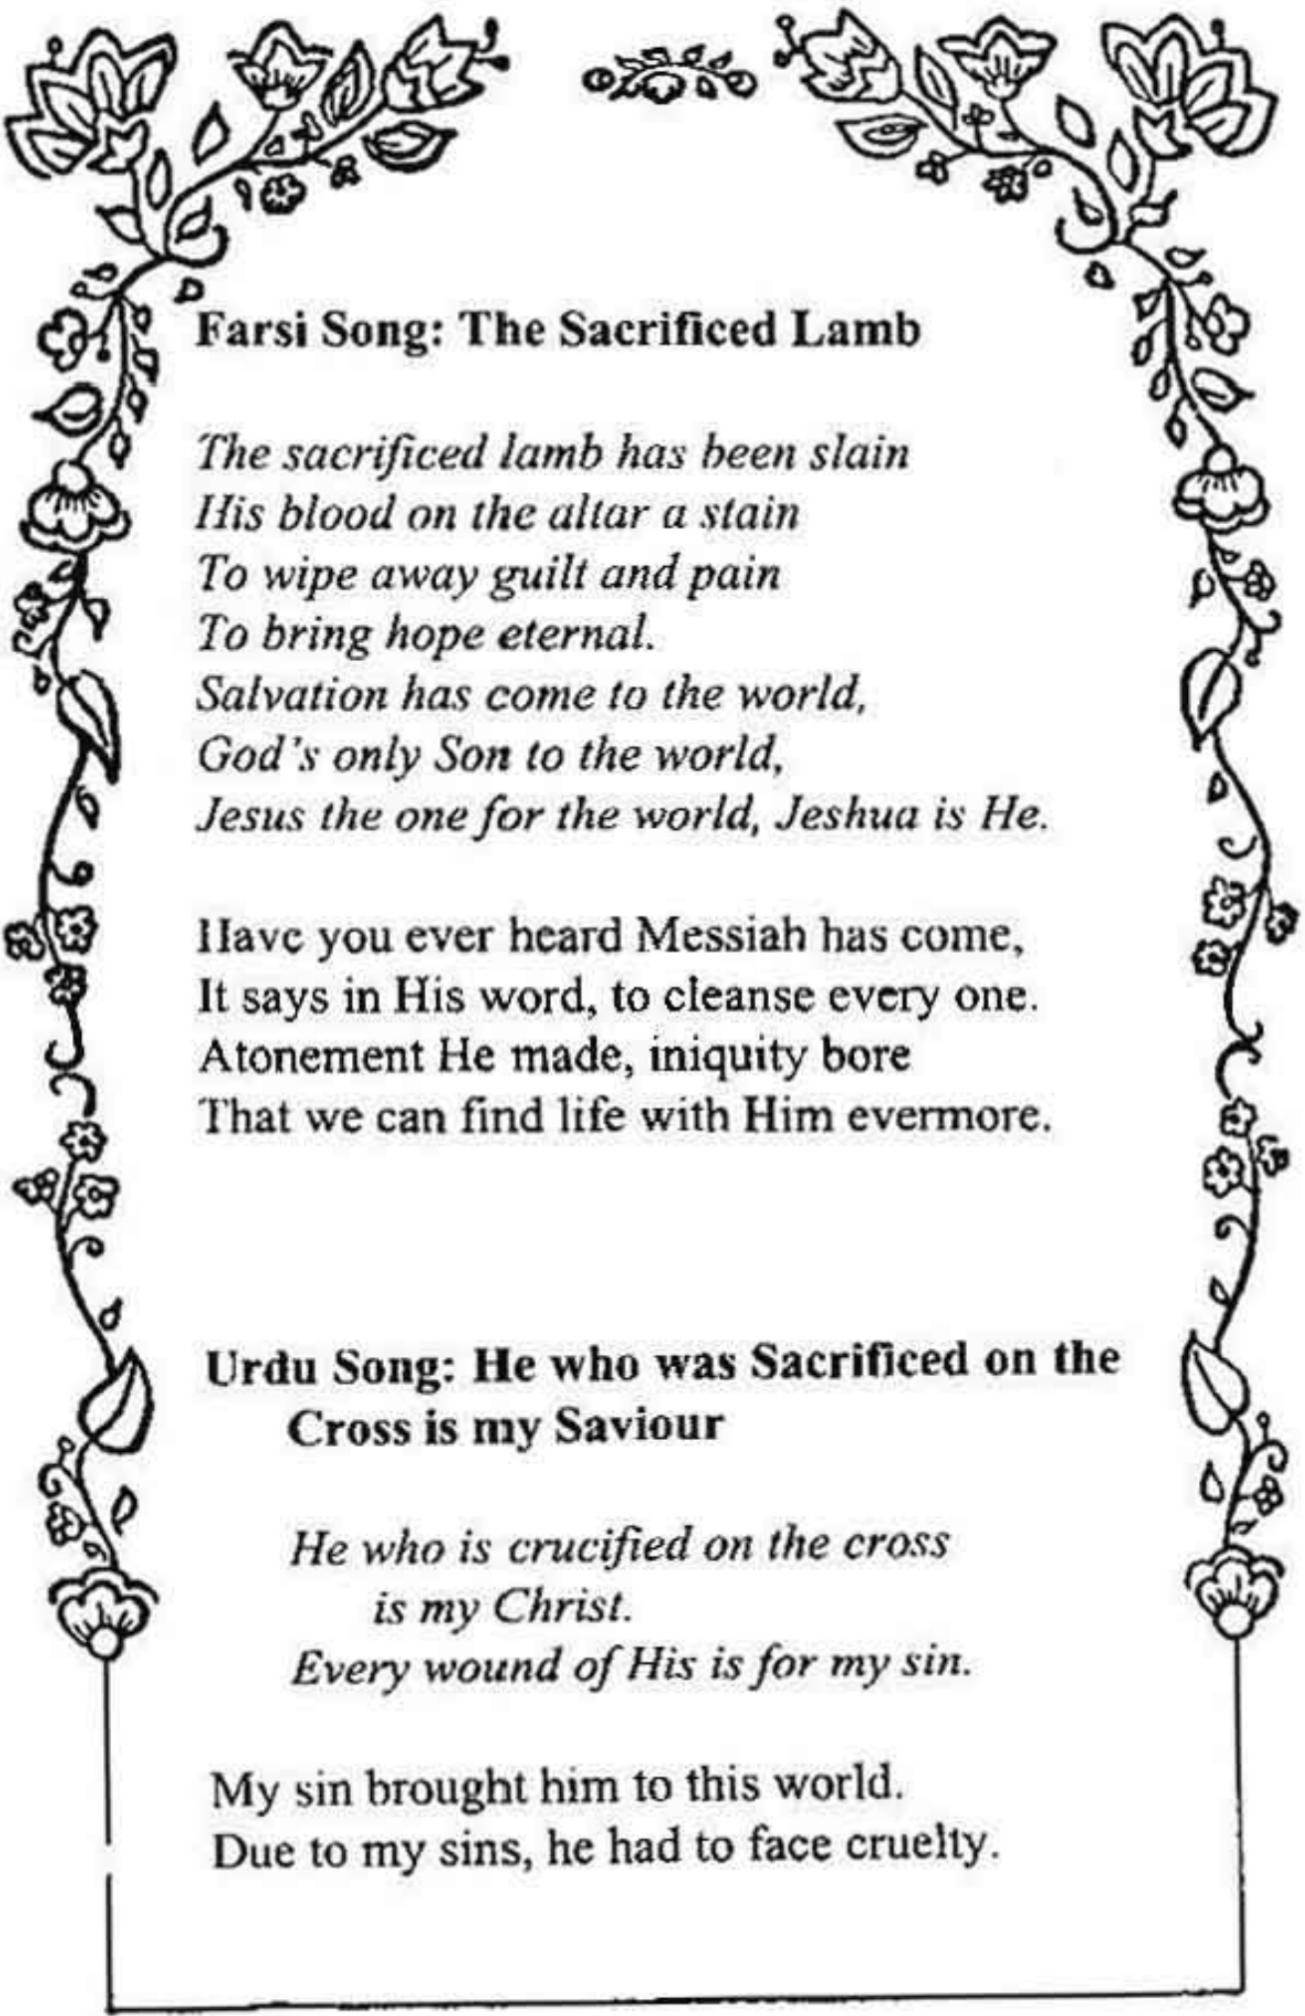 Farsi Song: The Sacrificed Lamb
The sacrificed lamb has been slain
His blood on the altar a stain
To wipe away guilt and pain
To bring hope eternal.
Salvation has come to the world,
God's only Son to the world,
Jesus the one for the world, Jeshua is He.
Have you ever heard Messiah has come,
It says in His word, to cleanse every one.
Atonement He made, iniquity bore
That we can find life with Him evermore.
Urdu Song: He who was Sacrificed on the
Cross is my Saviour
He who is crucified on the cross
is my Christ.
Every wound of His is for my sin.
My sin brought him to this world.
Due to my sins, he had to face cruelty.